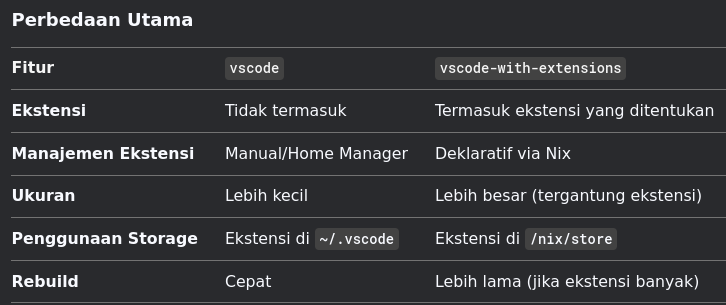 Perbedaan Utama
Fitur vscode vscode-with-extensions
Ekstensi Tidak termasuk Termasuk ekstensi yang ditentukan
Manajemen Ekstensi Manual/Home Manager Deklaratif via Nix
Ukuran Lebih kecil Lebih besar (tergantung ekstensi)
Penggunaan Storage Ekstensi di ~/.vscode Ekstensi di /nix/store
Rebuild Cepat Lebih lama (jika ekstensi banyak)